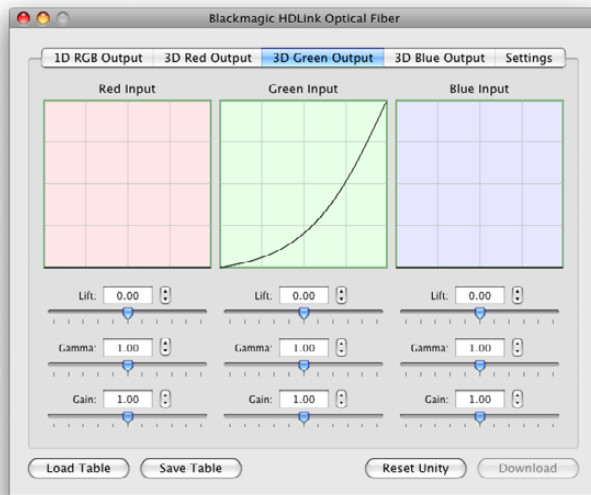 Blackmagic HDLink Optical Fiber
1D RGB Output 3D Red Output 3D Green Output 3D Blue Output Settings
Red Input Green Input Blue Input
Lift: 0.00 Lift: 0.00 Lift: 0.00
Gamma: 1.00 Gamma: 1.00 Gamma: 1.00
Gain: 1.00 Gain: 1.00 Gain: 1.00
Load Table Save Table Reset Unity Download